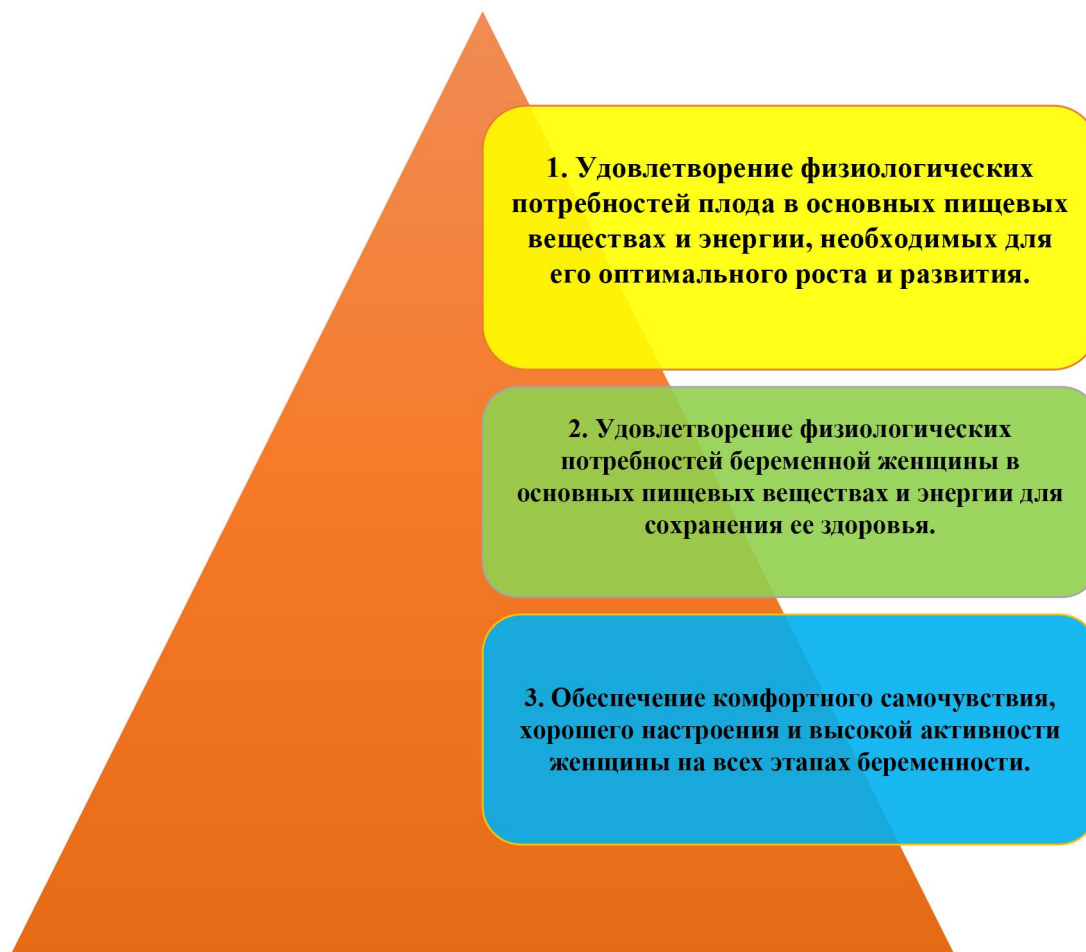 1. Удовлетворение физиологических
потребностей плода в основных пищевых
веществах и энергии, необходимых для
его оптимального роста и развития.
2. Удовлетворение физиологических
потребностей беременной женщины в
основных пищевых веществах и энергии для
сохранения ее здоровья.
3. Обеспечение комфортного самочувствия,
хорошего настроения и высокой активности
женщины на всех этапах беременности.